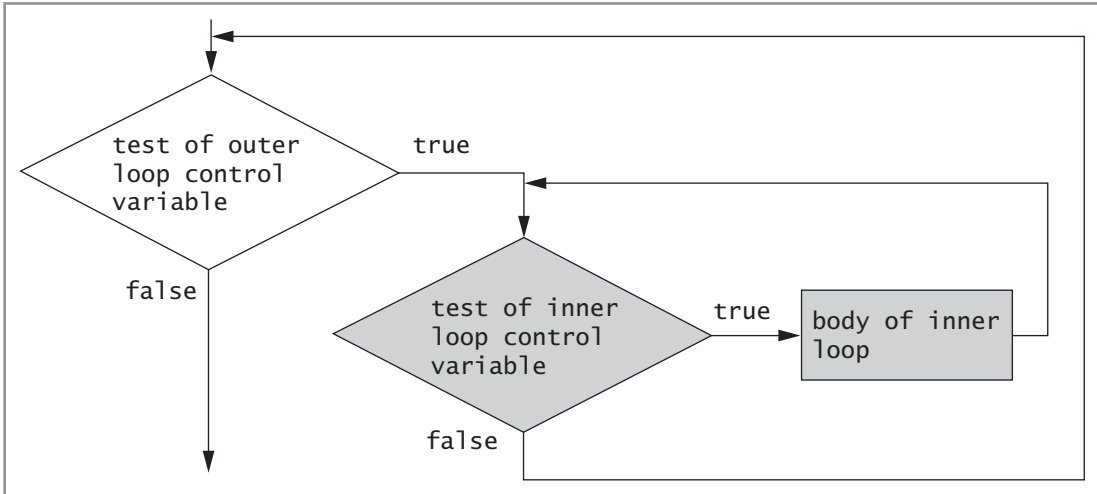 test of outer
loop control
variable
true
false
test of inner
loop control
variable
true
body of inner
loop
false